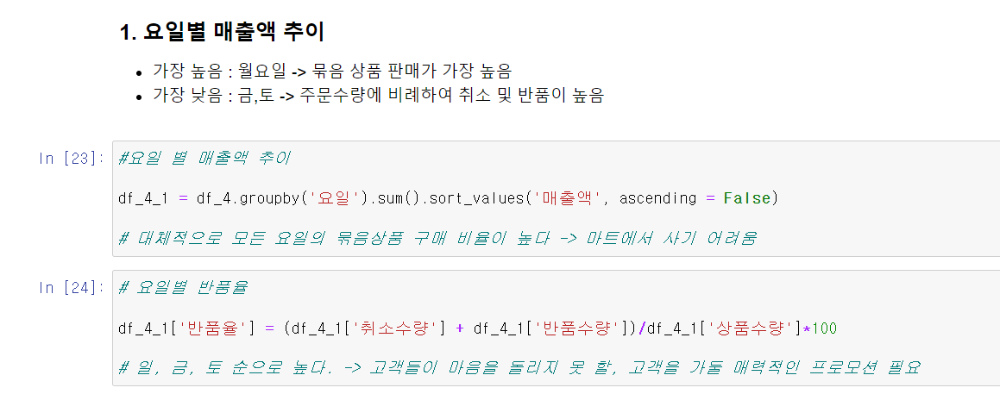 1. 요일별 매출액 추이
• 가장 높음 : 월요일 -> 묶음 상품 판매가 가장 높음
• 가장 낮음 : 금,토 -> 주문수량에 비례하여 취소 및 반품이 높음
In [23]: #요일 별 매출액 추이
df_4_1 = df_4.groupby('요일').sum().sort_values('매출액', ascending = False)
# 대체적으로 모든 요일의 묶음상품 구매 비율이 높다 -> 마트에서 사기 어려움
In [24]: # 요일별 반품율
df_4_1['반품율'] = (df_4_1['취소수량'] + df_4_1['반품수량'])/df_4_1['상품수량']*100
# 일, 금, 토 순으로 높다. -> 고객들이 마음을 돌리지 못 할, 고객을 가둘 매력적인 프로모션 필요